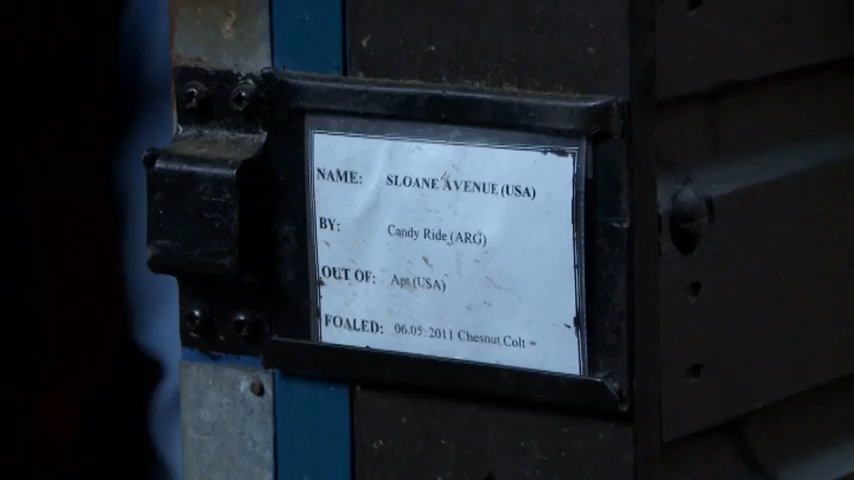 NAME: SLOANE AVENUE (USA)
BY: Candy Ride (ARG)
OUT OF: Apt (USA)
FOALED: 06.05. 2011 Chesnut Colt